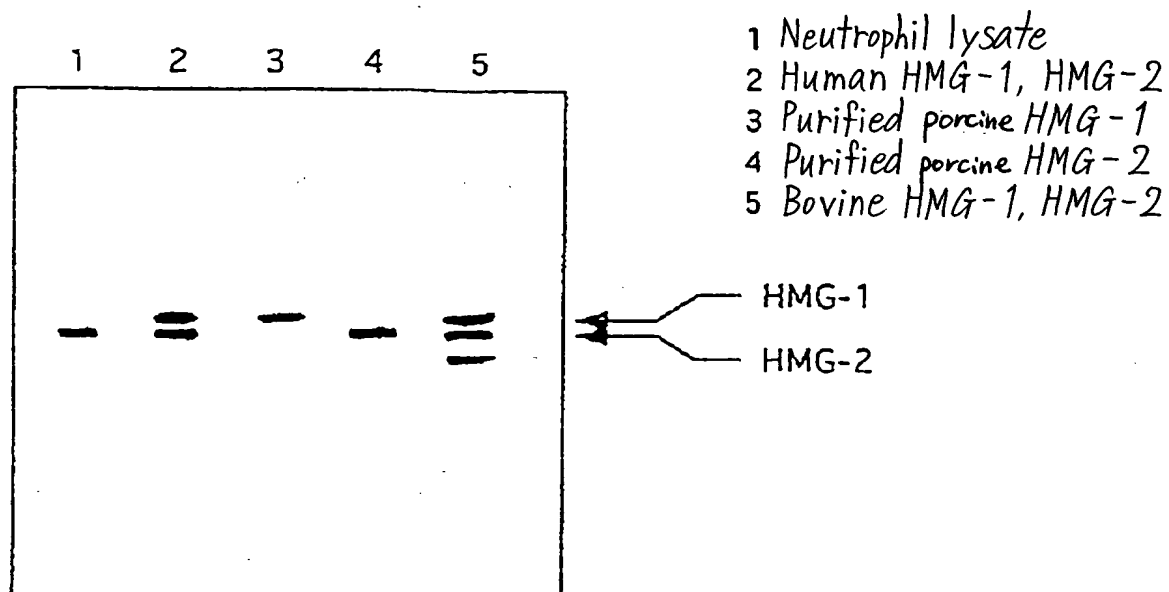 1 2 3 4 5
1 Neutrophil lysate
2 Human HMG-1, HMG-2
3 Purified porcine HMG-1
4 Purified porcine HMG-2
5 Bovine HMG-1, HMG-2
HMG-1
HMG-2